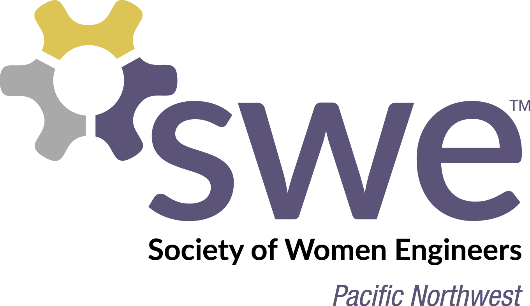 swe™
Society of Women Engineers
Pacific Northwest